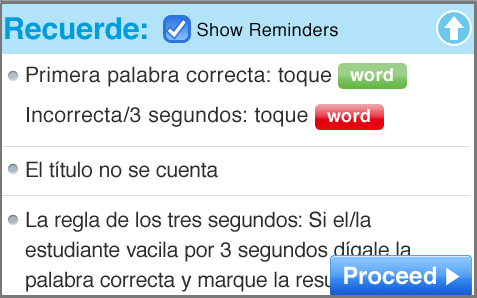 Recuerde: Show Reminders
Primera palabra correcta: toque word
Incorrecta/3 segundos: toque word
El título no se cuenta
La regla de los tres segundos: Si el/la
estudiante vacila por 3 segundos dígale la
palabra correcta y marque la
Proceed